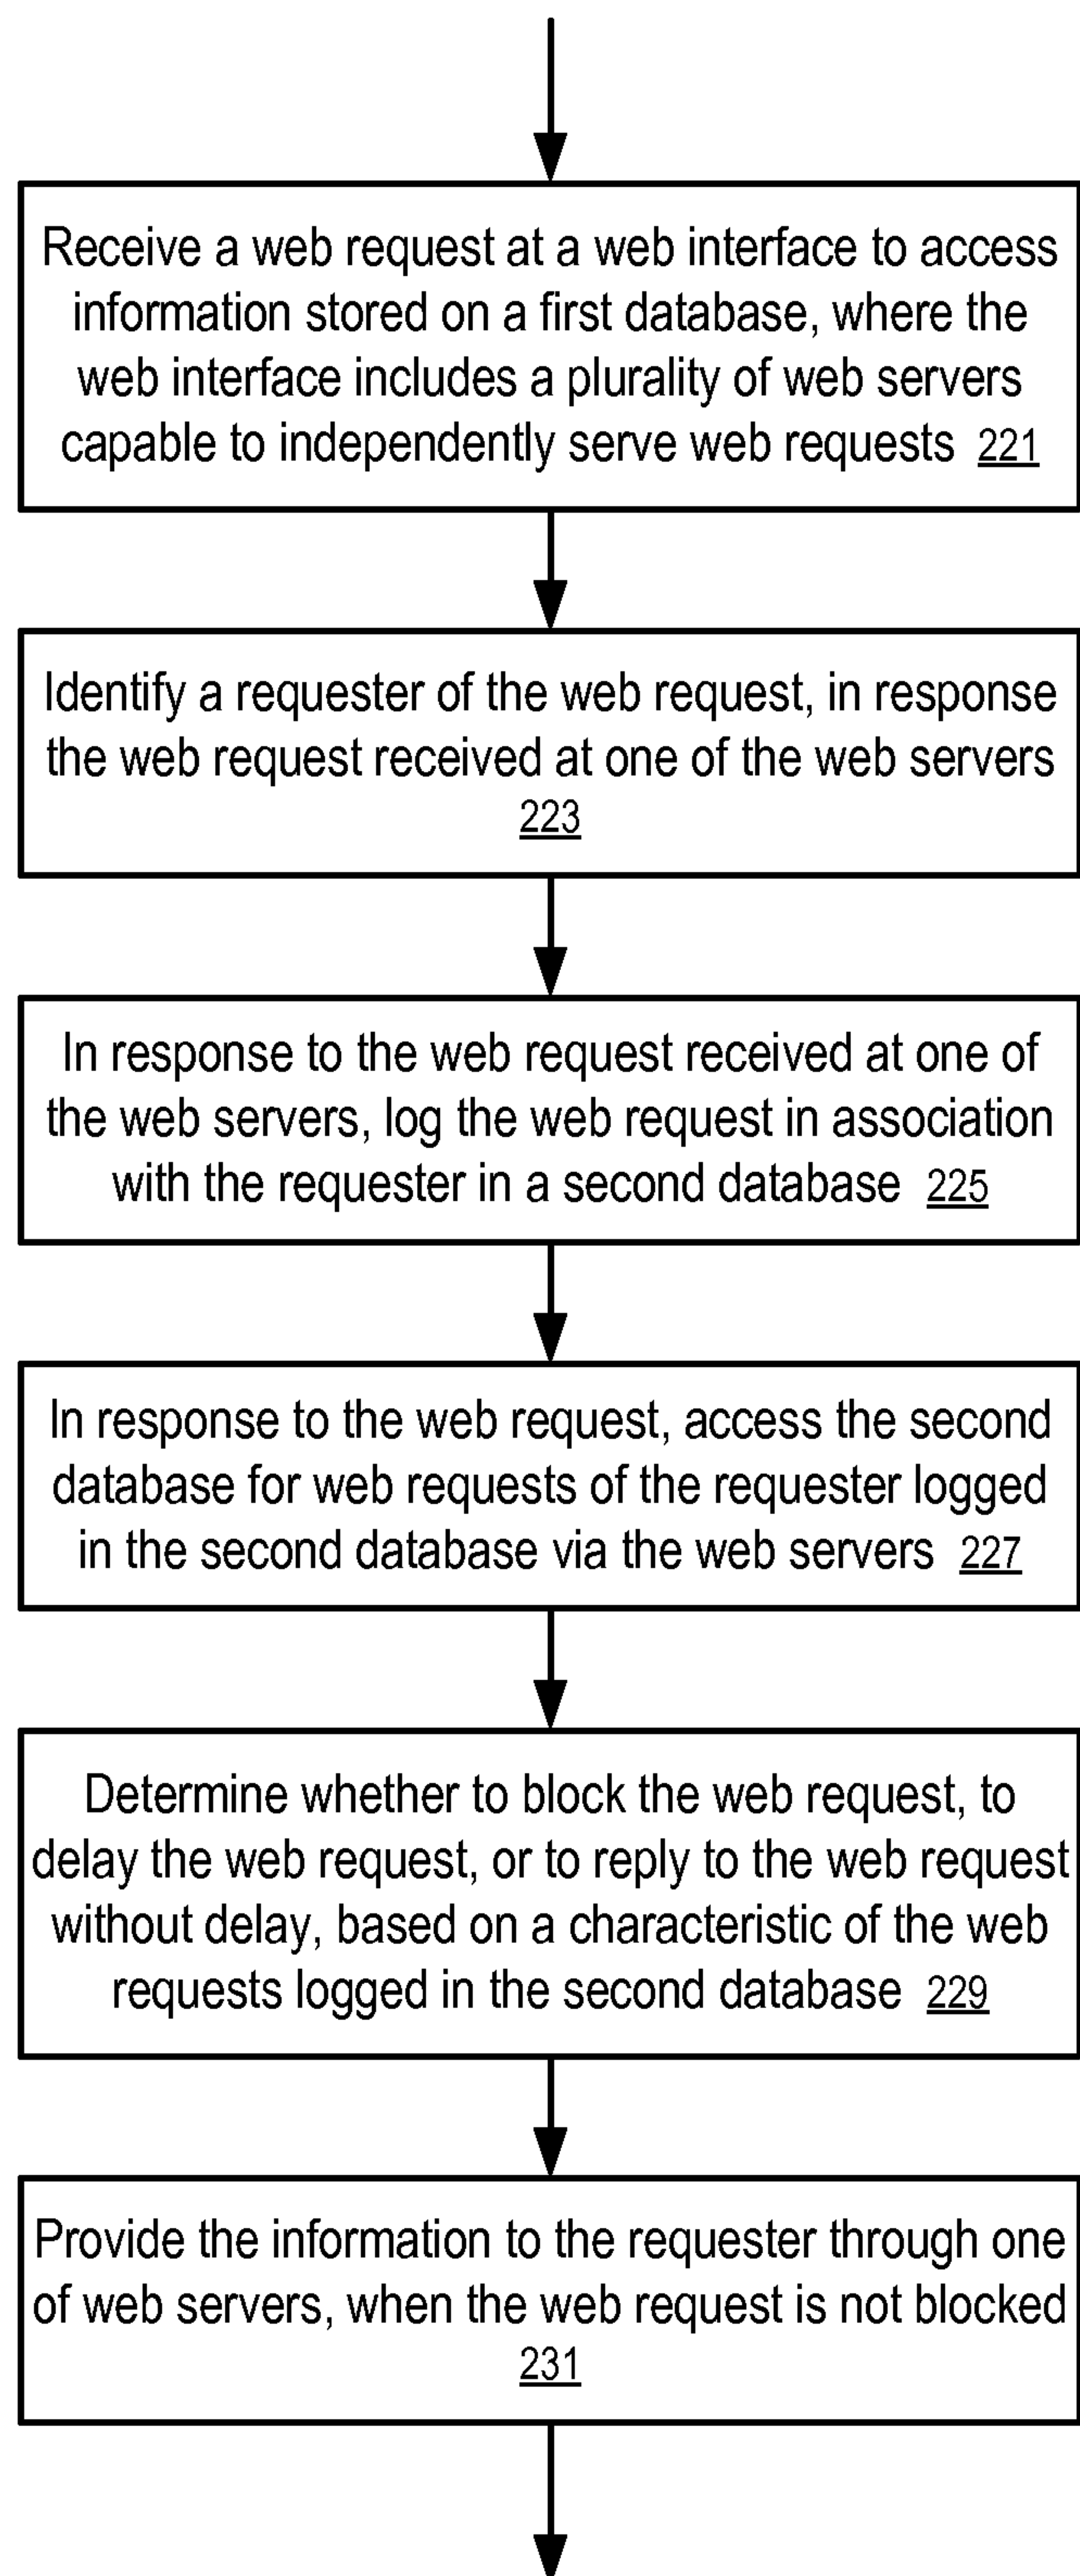 Receive a web request at a web interface to access
information stored on a first database, where the
web interface includes a plurality of web servers
capable to independently serve web requests 221
Identify a requester of the web request, in response
the web request received at one of the web servers
223
In response to the web request received at one of
the web servers, log the web request in association
with the requester in a second database 225
In response to the web request, access the second
database for web requests of the requester logged
in the second database via the web servers 227
Determine whether to block the web request, to
delay the web request, or to reply to the web request
without delay, based on a characteristic of the web
requests logged in the second database 229
Provide the information to the requester through one
of web servers, when the web request is not blocked
231